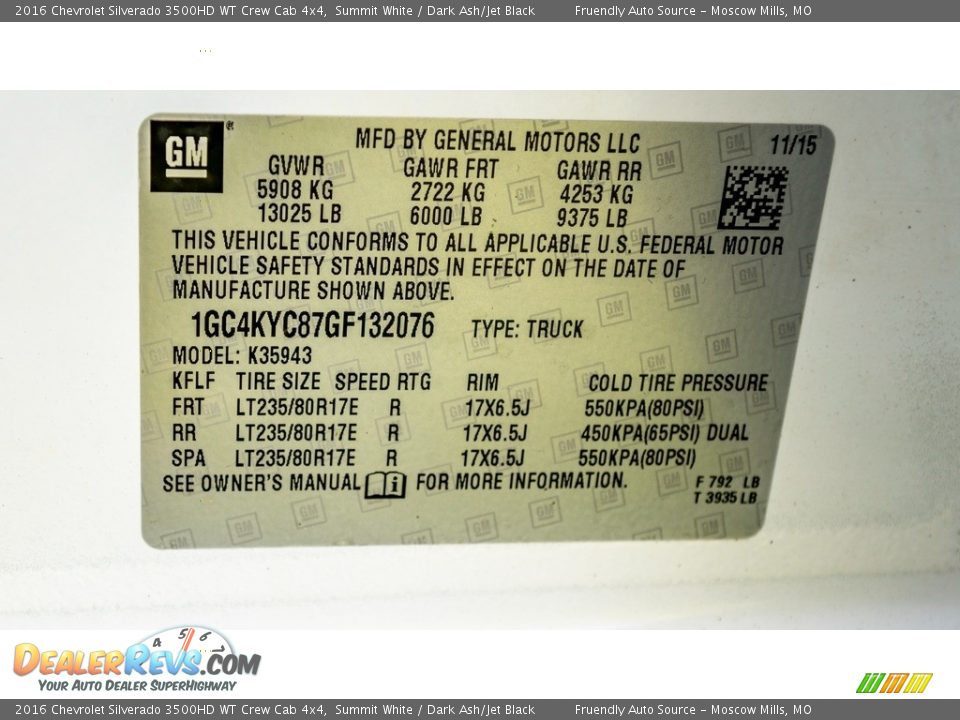 2016 Chevrolet Silverado 3500HD WT Crew Cab 4x4, Summit White / Dark Ash/Jet Black Fruendly Auto Source - Moscow Mills, MO
GM ® MFD BY GENERAL MOTORS LLC 11/15
GVWR GAWR FRT GAWR RR
5908 KG 2722 KG 4253 KG
13025 LB 6000 LB 9375 LB
THIS VEHICLE CONFORMS TO ALL APPLICABLE U.S. FEDERAL MOTOR
VEHICLE SAFETY STANDARDS IN EFFECT ON THE DATE OF
MANUFACTURE SHOWN ABOVE.
1GC4KYC87GF132076 TYPE: TRUCK
MODEL: K35943
KFLF TIRE SIZE SPEED RTG RIM COLD TIRE PRESSURE
FRT LT235/80R17E R 17X6.5J 550KPA(80PSI)
RR LT235/80R17E R 17X6.5J 450KPA(65PSI) DUAL
SPA LT235/80R17E R 17X6.5J 550KPA(80PSI)
SEE OWNER'S MANUAL i FOR MORE INFORMATION.
F 792 LB
T 3935 LB
4 5 6
DEALERREVS.COM
YOUR AUTO DEALER SUPERHIGHWAY
2016 Chevrolet Silverado 3500HD WT Crew Cab 4x4, Summit White / Dark Ash/Jet Black Fruendly Auto Source - Moscow Mills, MO